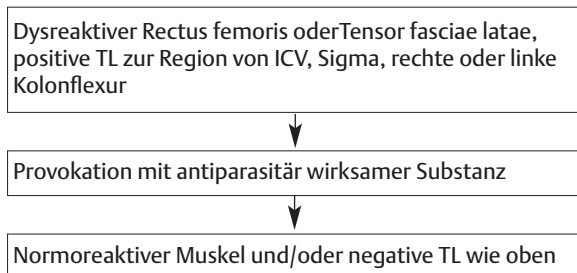 Dysreaktiver Rectus femoris oderTensor fasciae latae,
positive TL zur Region von ICV, Sigma, rechte oder linke
Kolonflexur
Provokation mit antiparasitär wirksamer Substanz
Normoreaktiver Muskel und/oder negative TL wie oben